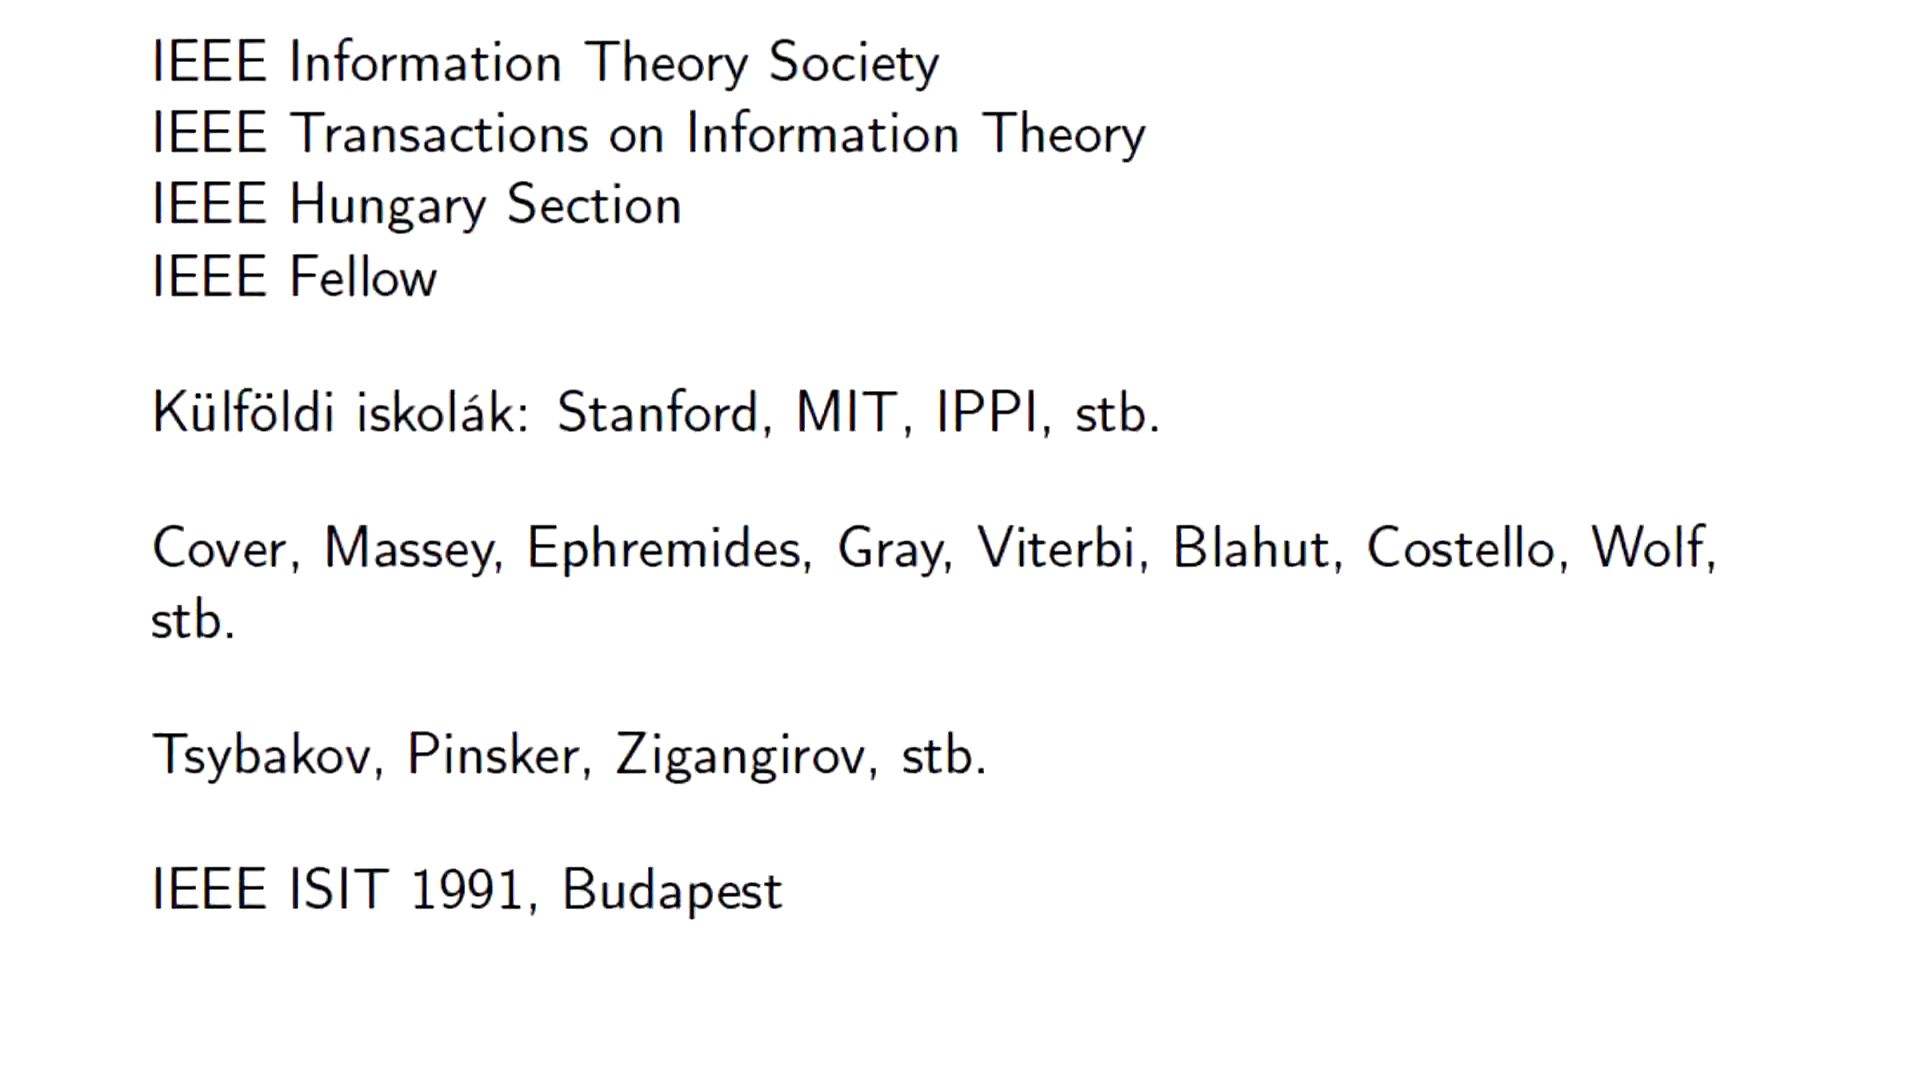 IEEE Information Theory Society
IEEE Transactions on Information Theory
IEEE Hungary Section
IEEE Fellow
Külföldi iskolák: Stanford, MIT, IPPI, stb.
Cover, Massey, Ephremides, Gray, Viterbi, Blahut, Costello, Wolf,
stb.
Tsybakov, Pinsker, Zigangirov, stb.
IEEE ISIT 1991, Budapest